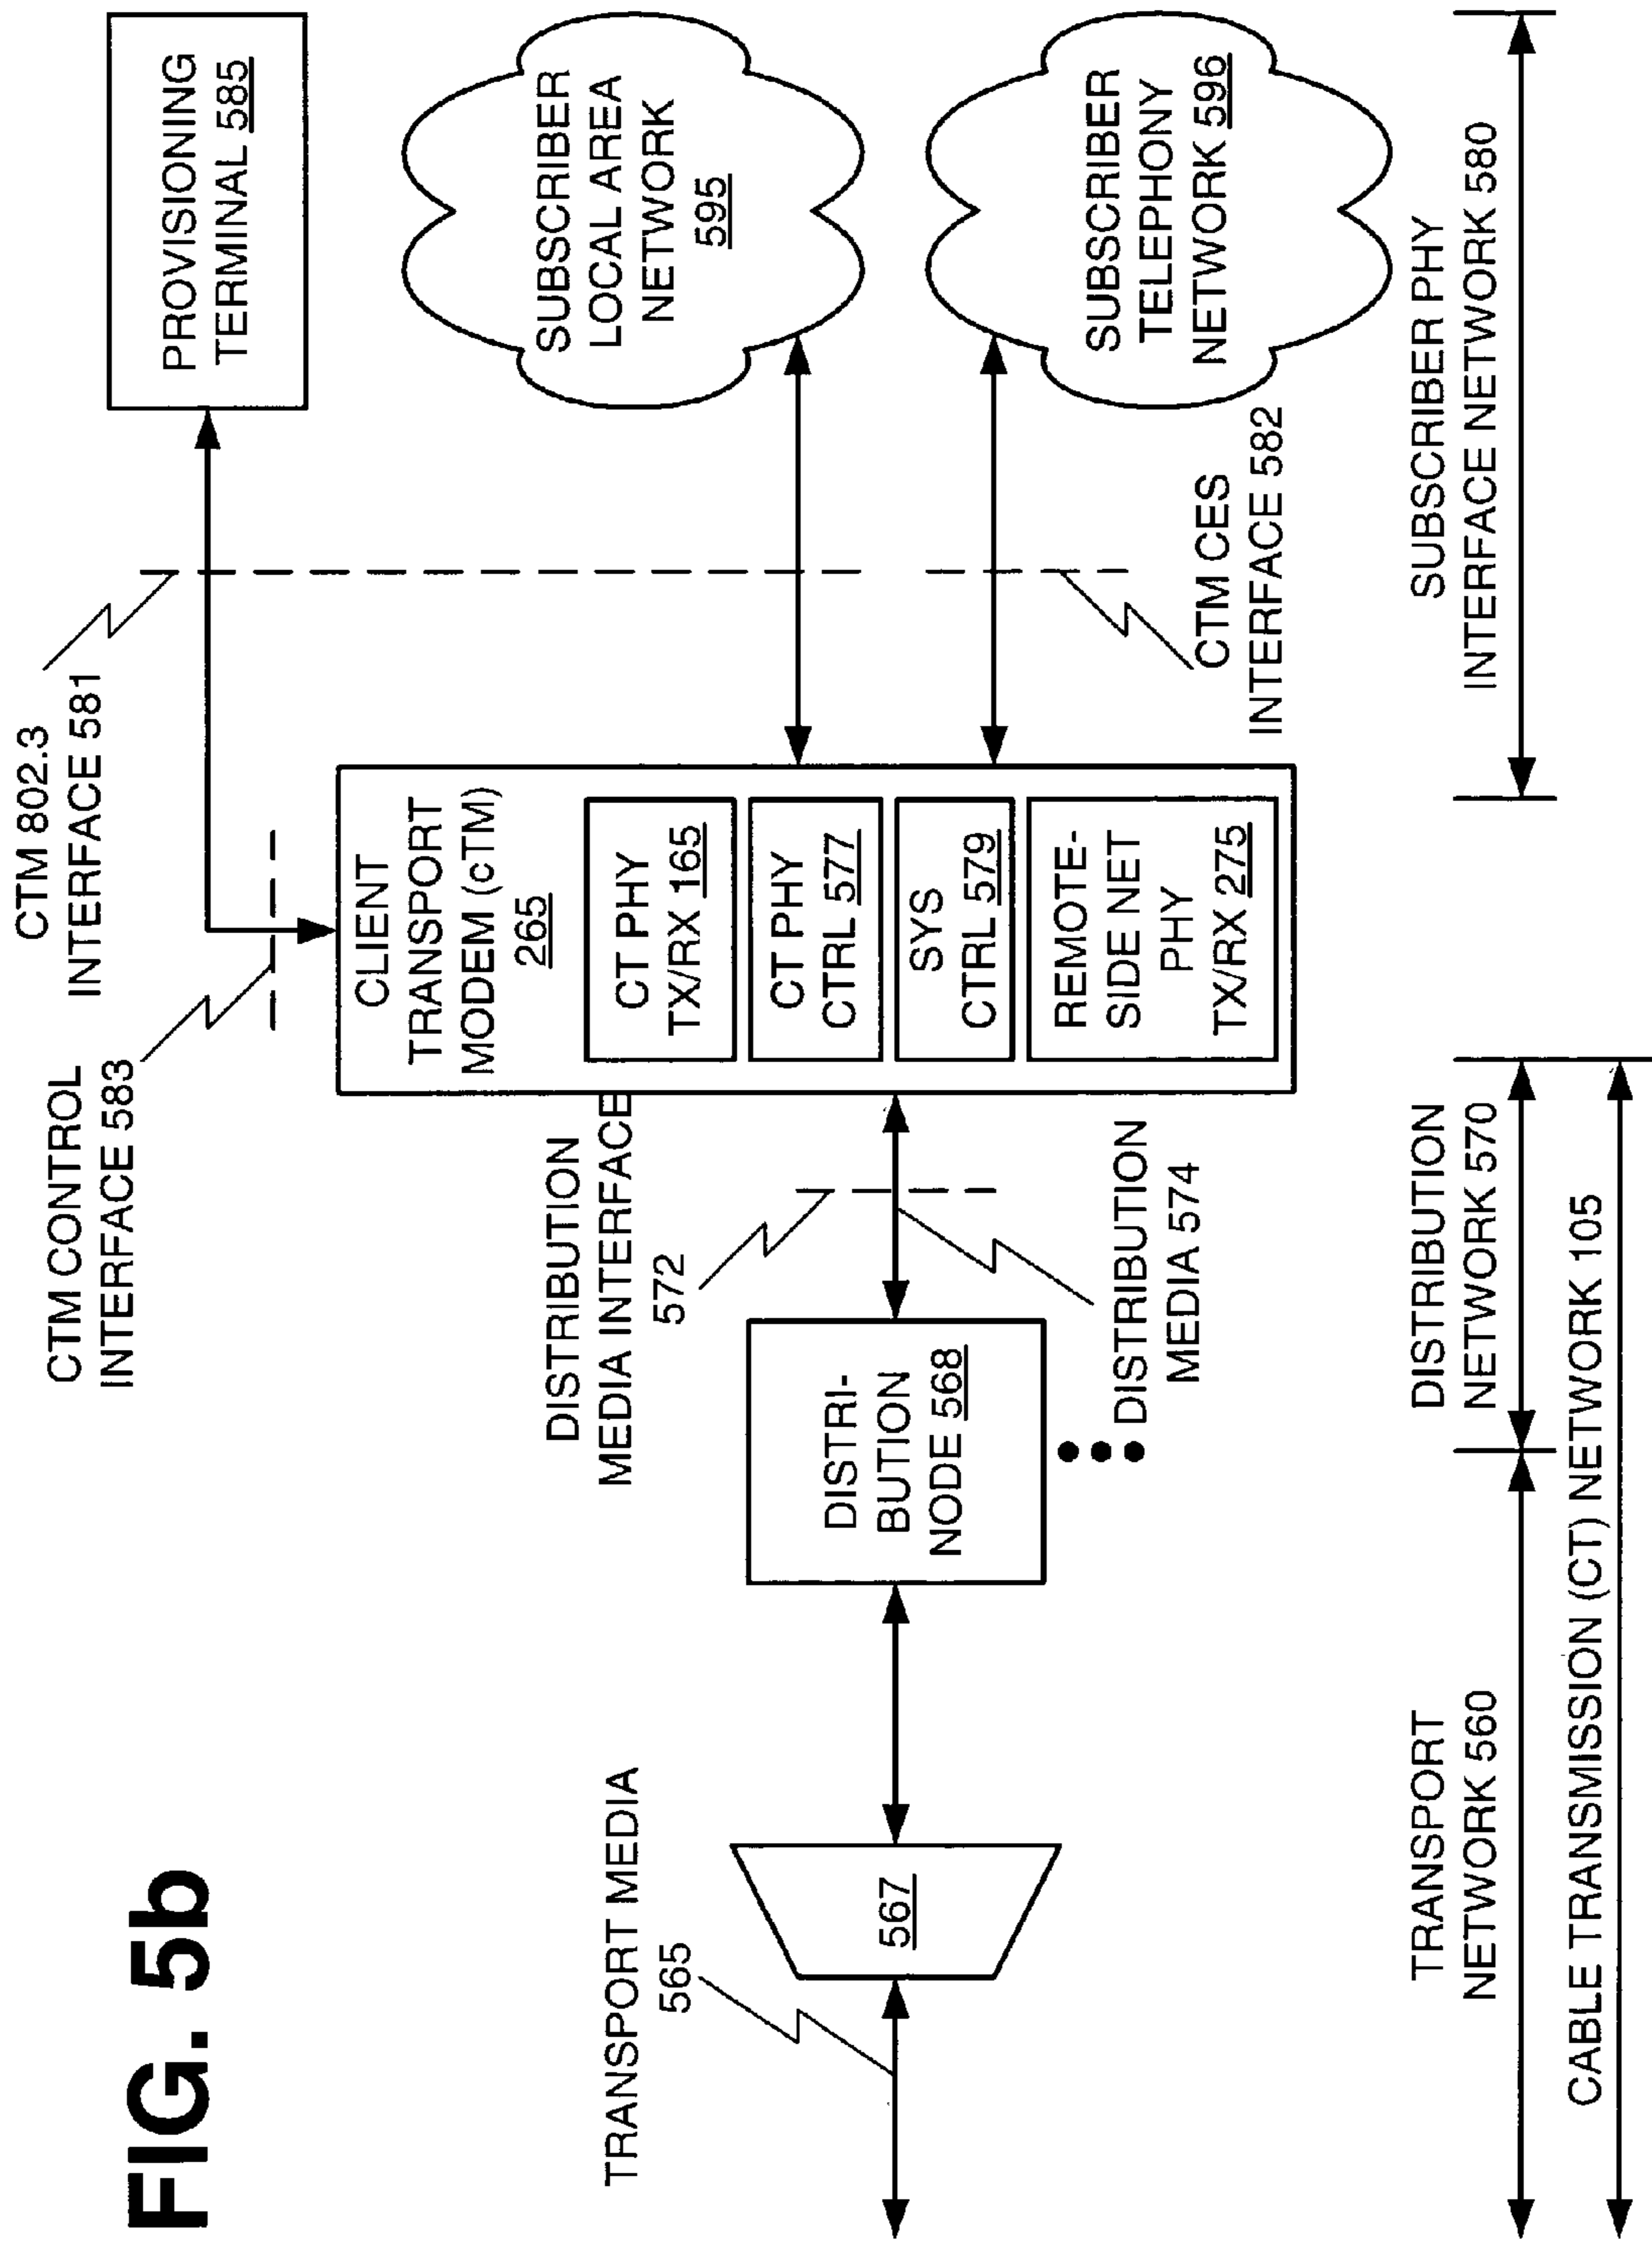 FIG. 5b
CTM CONTROL
INTERFACE 583
CTM 802.3
INTERFACE 581
PROVISIONING
TERMINAL 585
TRANSPORT MEDIA
565
567
DISTRI-
BUTION
NODE 568
DISTRIBUTION
MEDIA INTERFACE
572
DISTRIBUTION
MEDIA 574
CLIENT
TRANSPORT
MODEM (cTM)
265
CT PHY
TX/RX 165
CT PHY
CTRL 577
SYS
CTRL 579
REMOTE-
SIDE NET
PHY
TX/RX 275
SUBSCRIBER
LOCAL AREA
NETWORK
595
SUBSCRIBER
TELEPHONY
NETWORK 596
CTM CES
INTERFACE 582
TRANSPORT
NETWORK 560
DISTRIBUTION
NETWORK 570
SUBSCRIBER PHY
INTERFACE NETWORK 580
CABLE TRANSMISSION (CT) NETWORK 105